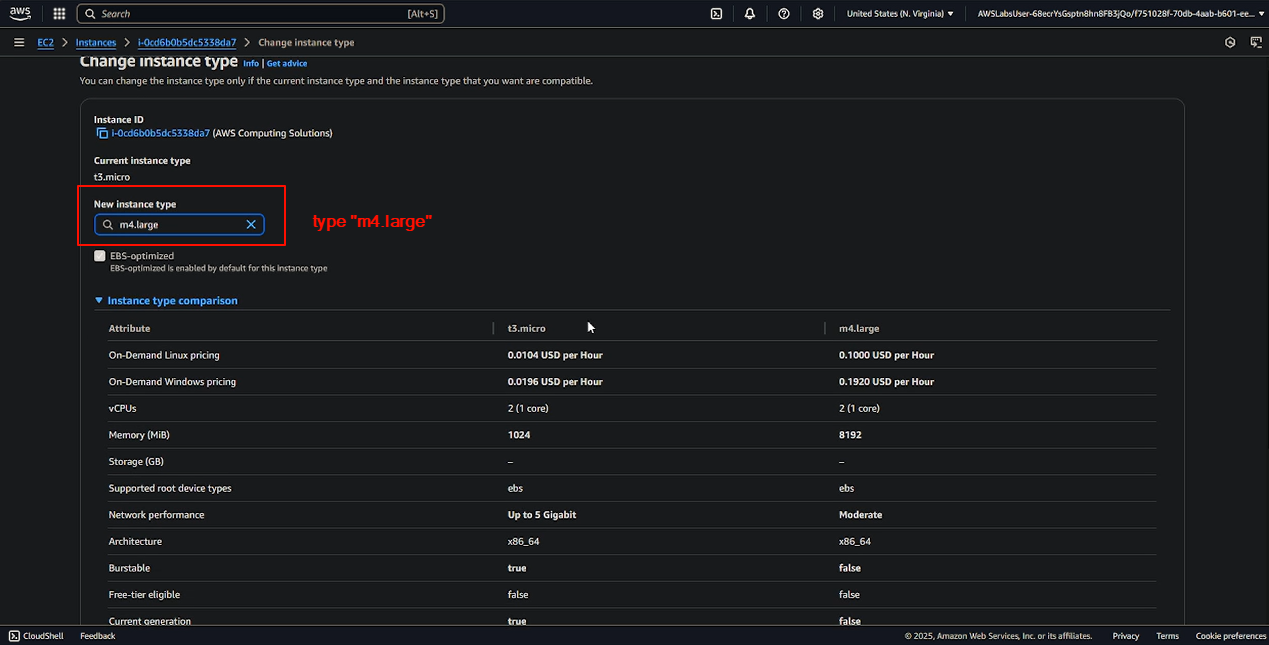 aws
Search [Alt+S]
United States (N. Virginia)
AWSLabsUser-68ecrYsGsptn8hn8FB3jQo/f751028f-70db-4aab-b601-ee...
EC2 > Instances > i-0cd6b0b5dc5338da7 > Change instance type
Change instance type Info | Get advice
You can change the instance type only if the current instance type and the instance type that you want are compatible.
Instance ID
i-0cd6b0b5dc5338da7 (AWS Computing Solutions)
Current instance type
t3.micro
New instance type
m4.large
type "m4.large"
EBS-optimized
EBS-optimized is enabled by default for this instance type
Instance type comparison
Attribute t3.micro m4.large
On-Demand Linux pricing 0.0104 USD per Hour 0.1000 USD per Hour
On-Demand Windows pricing 0.0196 USD per Hour 0.1920 USD per Hour
vCPUs 2 (1 core) 2 (1 core)
Memory (MiB) 1024 8192
Storage (GB) – –
Supported root device types ebs ebs
Network performance Up to 5 Gigabit Moderate
Architecture x86_64 x86_64
Burstable true false
Free-tier eligible false false
Current generation true false
CloudShell Feedback © 2025, Amazon Web Services, Inc. or its affiliates. Privacy Terms Cookie preferences